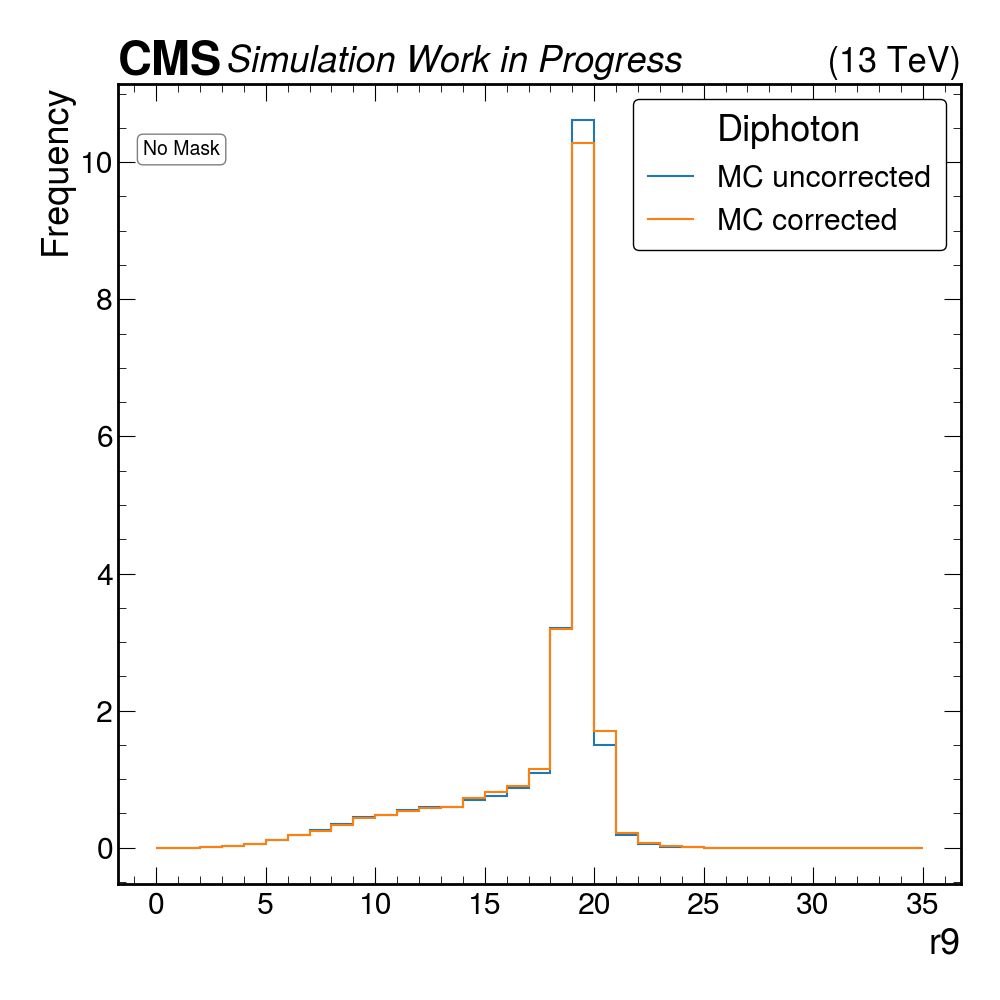 CMS Simulation Work in Progress (13 TeV)
Frequency
No Mask
Diphoton
MC uncorrected
MC corrected
10
8
6
4
2
0
0 5 10 15 20 25 30 35
r9